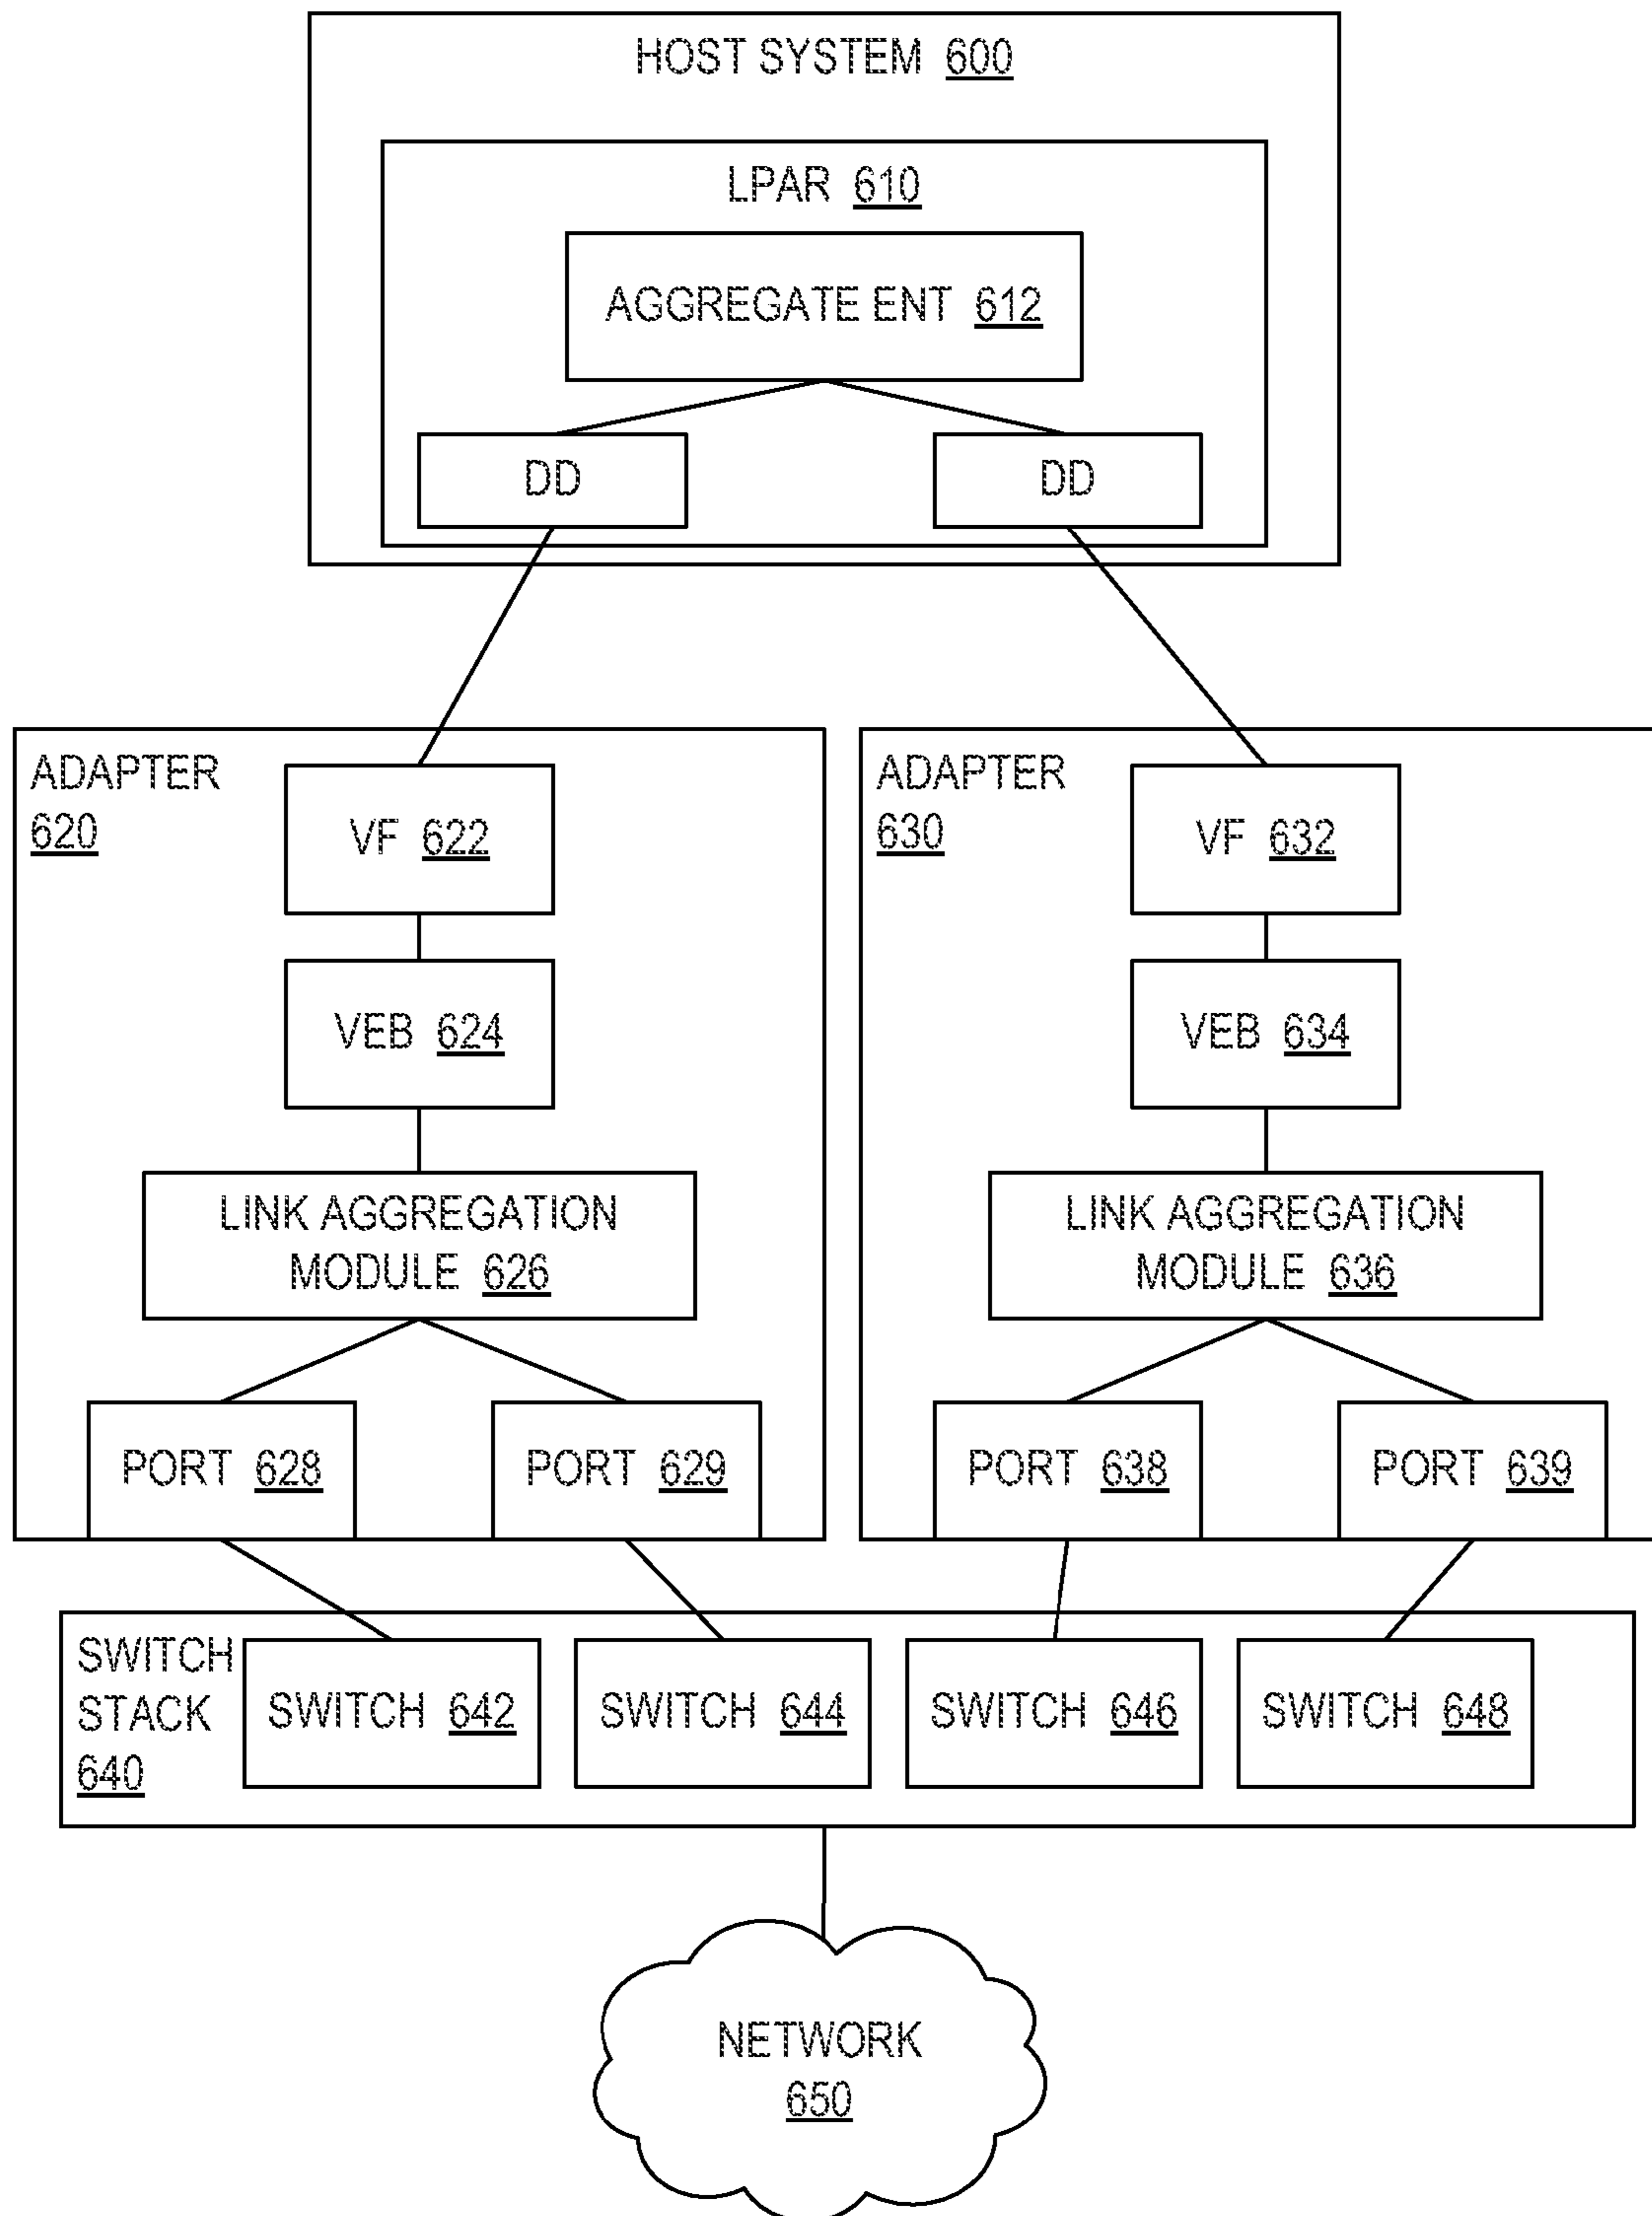 HOST SYSTEM 600
LPAR 610
AGGREGATE ENT 612
DD
DD
ADAPTER
620
VF 622
VEB 624
LINK AGGREGATION
MODULE 626
PORT 628
PORT 629
ADAPTER
630
VF 632
VEB 634
LINK AGGREGATION
MODULE 636
PORT 638
PORT 639
SWITCH
STACK
640
SWITCH 642
SWITCH 644
SWITCH 646
SWITCH 648
NETWORK
650